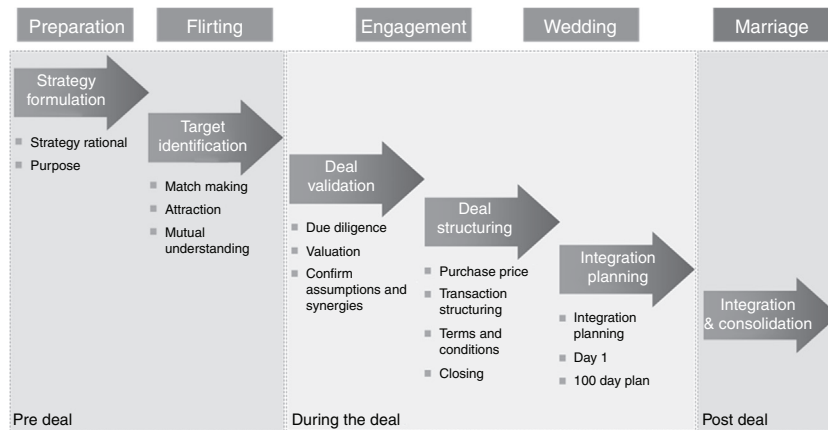 Preparation
Flirting
Engagement
Wedding
Marriage
Strategy
formulation
Strategy rational
Purpose
Target
identification
Match making
Attraction
Mutual
understanding
Deal
validation
Due diligence
Valuation
Confirm
assumptions and
synergies
Deal
structuring
Purchase price
Transaction
structuring
Terms and
conditions
Closing
Integration
planning
Integration
planning
Day 1
100 day plan
Integration
& consolidation
Pre deal
During the deal
Post deal